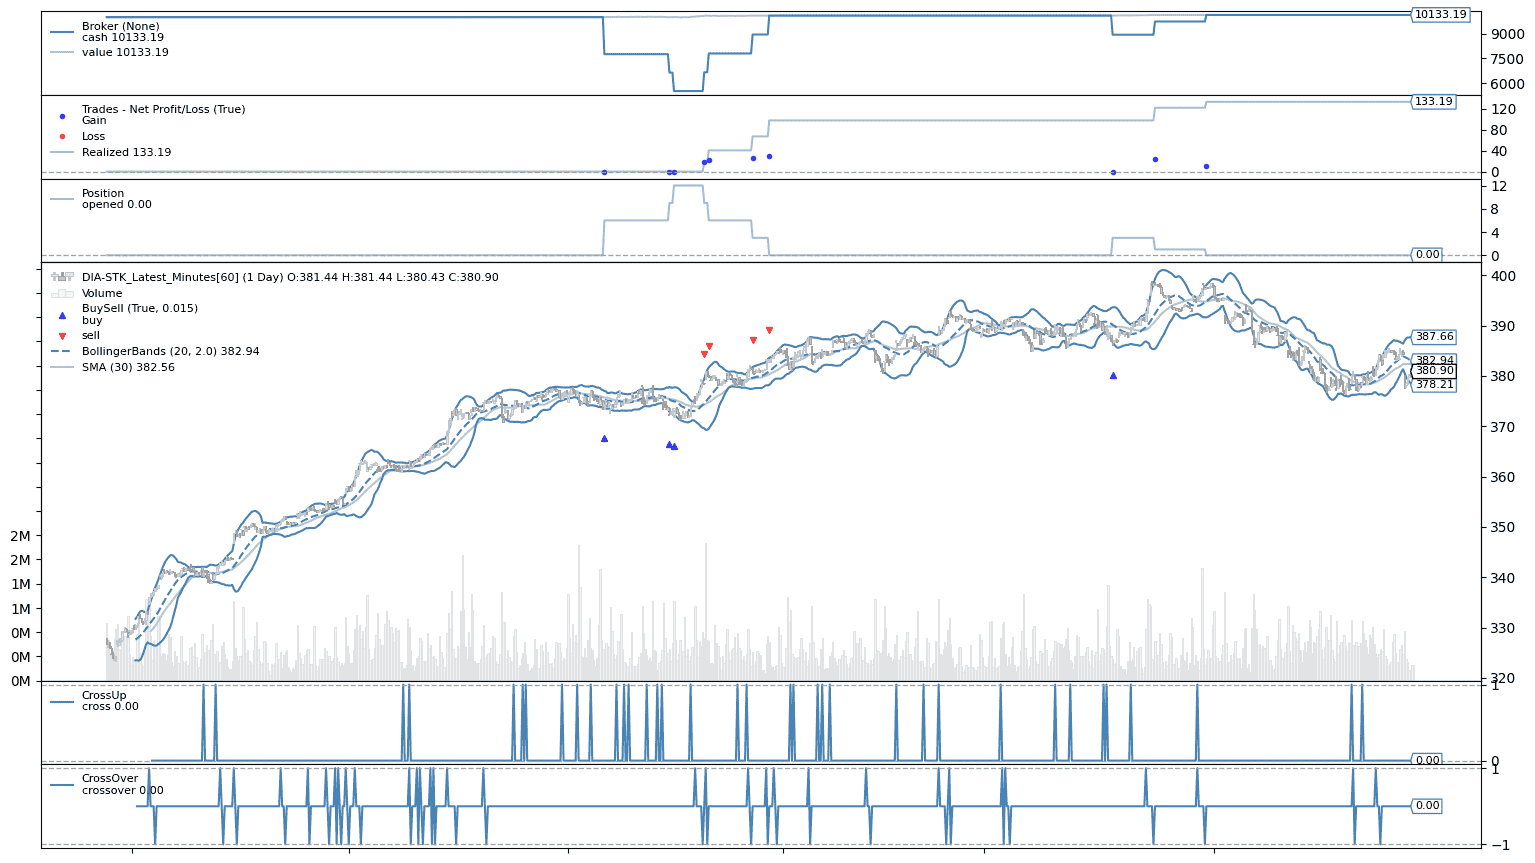 Broker (None)
cash 10133.19
value 10133.19
10133.19
9000
7500
6000
Trades - Net Profit/Loss (True)
Gain
Loss
Realized 133.19
133.19
120
80
40
0
Position
opened 0.00
12
8
4
0.00
0
DIA-STK_Latest_Minutes[60] (1 Day) O:381.44 H:381.44 L:380.43 C:380.90
Volume
BuySell (True, 0.015)
buy
sell
BollingerBands (20, 2.0) 382.94
SMA (30) 382.56
400
390
387.66
382.94
380.90
380
378.21
370
360
350
340
330
320
2M
2M
1M
1M
0M
0M
0M
CrossUp
cross 0.00
1
0.00
0
CrossOver
crossover 0.00
1
0.00
−1